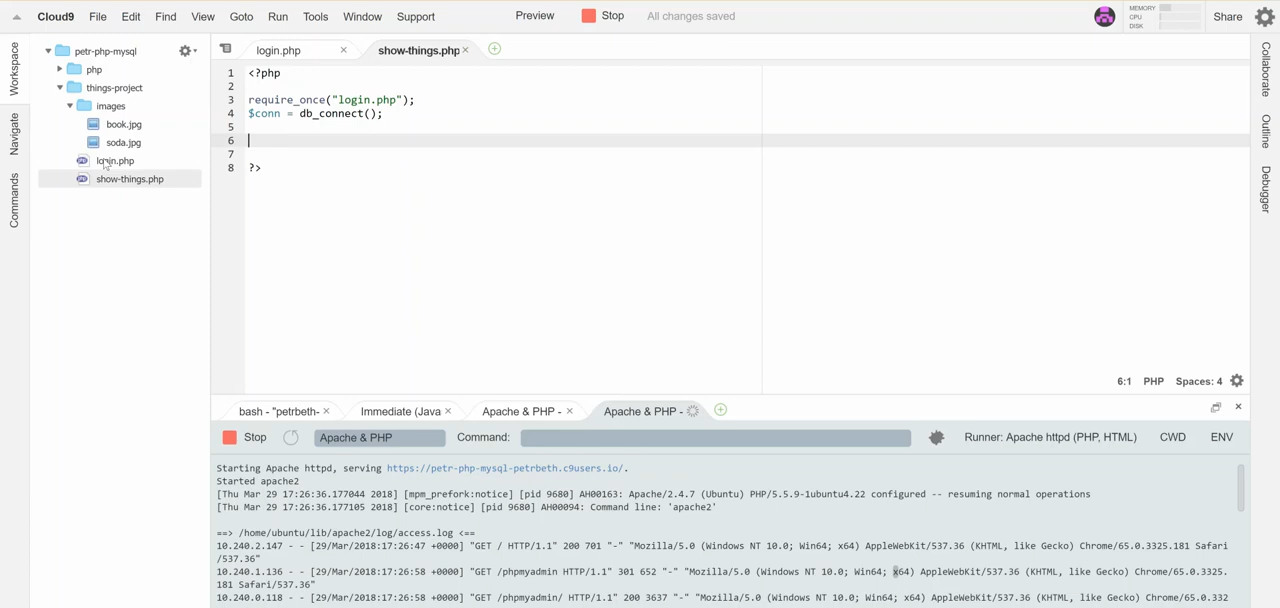 Cloud9 File Edit Find View Goto Run Tools Window Support Preview Stop All changes saved MEMORY CPU DISK Share
Workspace
Navigate
Commands
petr-php-mysql
php
things-project
images
book.jpg
soda.jpg
login.php
show-things.php
login.php show-things.php
1 <?php
2
3 require_once("login.php");
4 $conn = db_connect();
5
6
7
8 ?>
6:1 PHP Spaces: 4
Collaborate
Outline
Debugger
bash - "petrbeth- Immediate (Java Apache & PHP - Apache & PHP -
Stop Apache & PHP Command: Runner: Apache httpd (PHP, HTML) CWD ENV
Starting Apache httpd, serving https://petr-php-mysql-petrbeth.c9users.io/.
Started apache2
[Thu Mar 29 17:26:36.177044 2018] [mpm_prefork:notice] [pid 9680] AH00163: Apache/2.4.7 (Ubuntu) PHP/5.5.9-1ubuntu4.22 configured -- resuming normal operations
[Thu Mar 29 17:26:36.177105 2018] [core:notice] [pid 9680] AH00094: Command line: 'apache2'
==> /home/ubuntu/lib/apache2/log/access.log <==
10.240.2.147 - - [29/Mar/2018:17:26:47 +0000] "GET / HTTP/1.1" 200 701 "-" "Mozilla/5.0 (Windows NT 10.0; Win64; x64) AppleWebKit/537.36 (KHTML, like Gecko) Chrome/65.0.3325.181 Safari
/537.36"
10.240.1.136 - - [29/Mar/2018:17:26:58 +0000] "GET /phpmyadmin HTTP/1.1" 301 652 "-" "Mozilla/5.0 (Windows NT 10.0; Win64; x64) AppleWebKit/537.36 (KHTML, like Gecko) Chrome/65.0.3325.
181 Safari/537.36"
10.240.0.118 - - [29/Mar/2018:17:26:58 +0000] "GET /phpmyadmin/ HTTP/1.1" 200 3637 "-" "Mozilla/5.0 (Windows NT 10.0; Win64; x64) AppleWebKit/537.36 (KHTML, like Gecko) Chrome/65.0.332